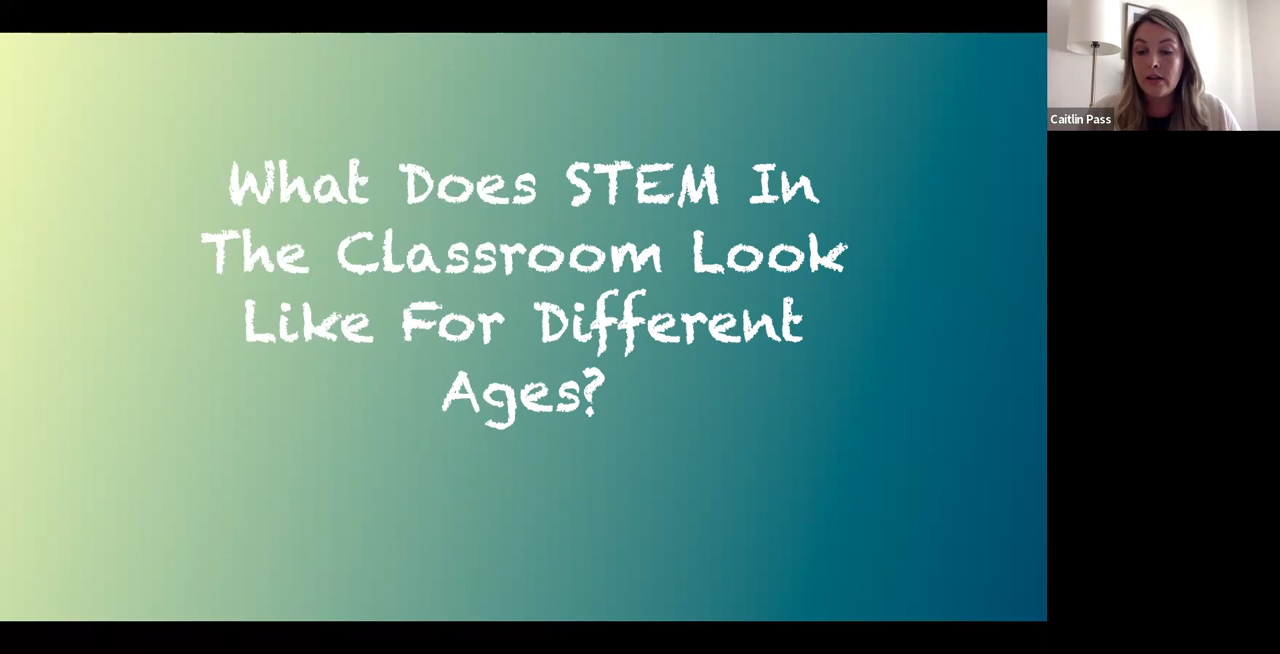 What Does STEM In
The Classroom Look
Like For Different
Ages?
Caitlin Pass